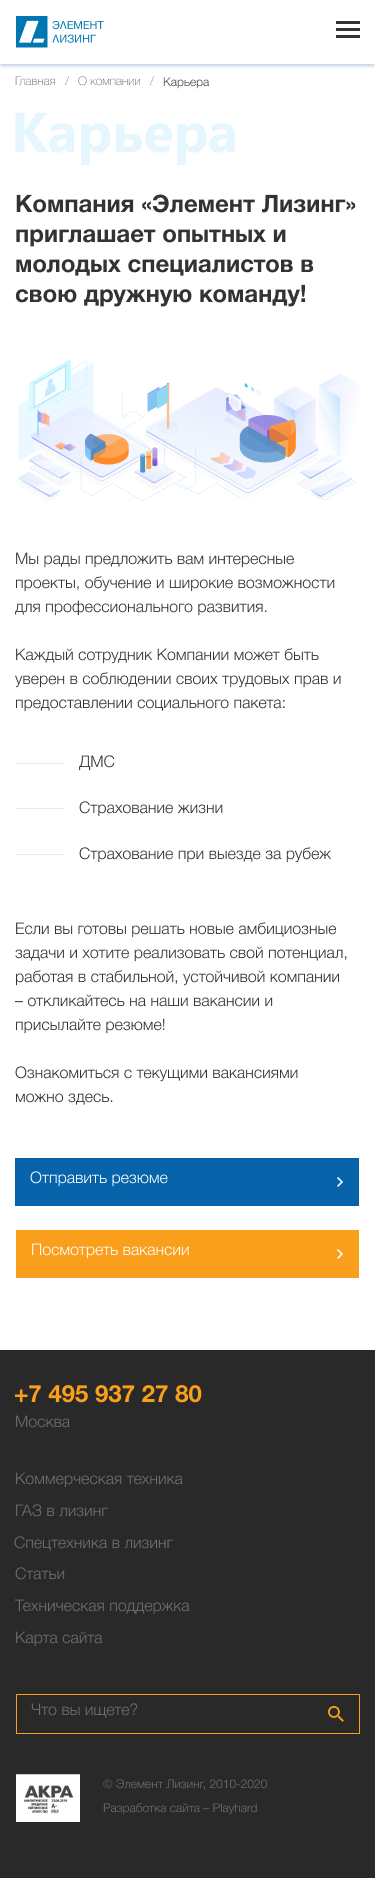 ЭЛЕМЕНТ
ЛИЗИНГ
Главная / О компании / Карьера
Карьера
Компания «Элемент Лизинг»
приглашает опытных и
молодых специалистов в
свою дружную команду!
Мы рады предложить вам интересные
проекты, обучение и широкие возможности
для профессионального развития.
Каждый сотрудник Компании может быть
уверен в соблюдении своих трудовых прав и
предоставлении социального пакета:
ДМС
Страхование жизни
Страхование при выезде за рубеж
Если вы готовы решать новые амбициозные
задачи и хотите реализовать свой потенциал,
работая в стабильной, устойчивой компании
– откликайтесь на наши вакансии и
присылайте резюме!
Ознакомиться с текущими вакансиями
можно здесь.
Отправить резюме
Посмотреть вакансии
+7 495 937 27 80
Москва
Коммерческая техника
ГАЗ в лизинг
Спецтехника в лизинг
Статьи
Техническая поддержка
Карта сайта
Что вы ищете?
АКРА
© Элемент Лизинг, 2010-2020
Разработка сайта – Playhard